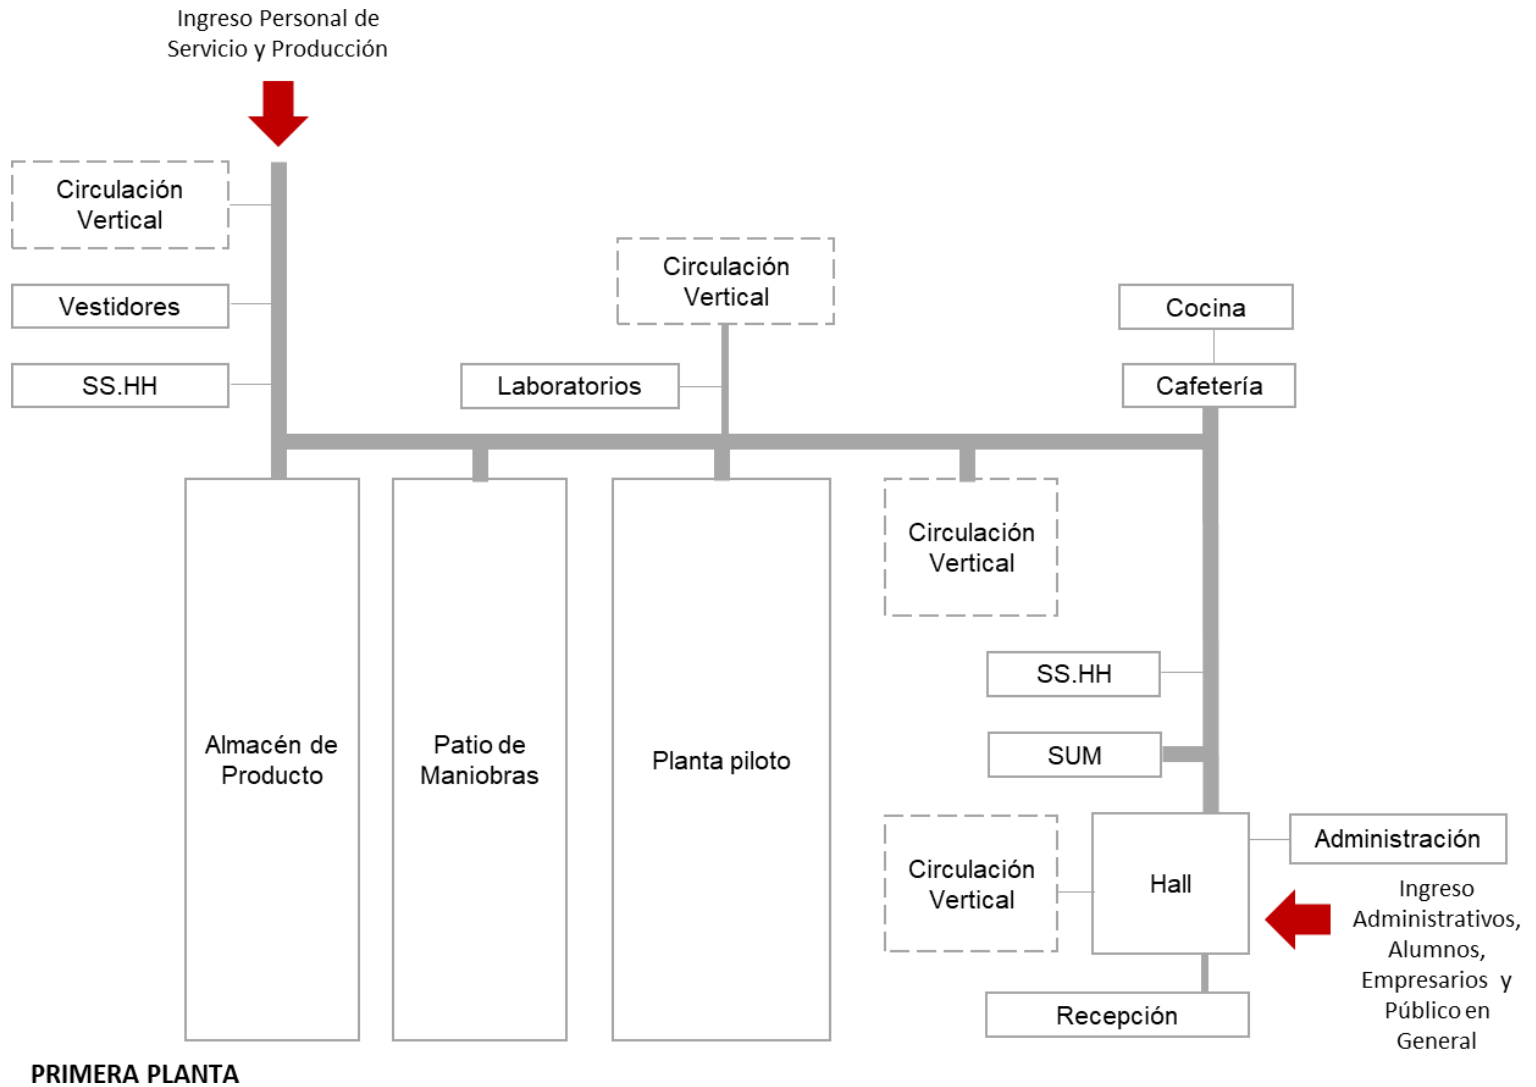 Ingreso Personal de
Servicio y Producción
Circulación
Vertical
Vestidores
SS.HH
Circulación
Vertical
Laboratorios
Cocina
Cafetería
Circulación
Vertical
SS.HH
SUM
Almacén de
Producto
Patio de
Maniobras
Planta piloto
Circulación
Vertical
Hall
Administración
Ingreso
Administrativos,
Alumnos,
Empresarios y
Público en
General
Recepción
PRIMERA PLANTA